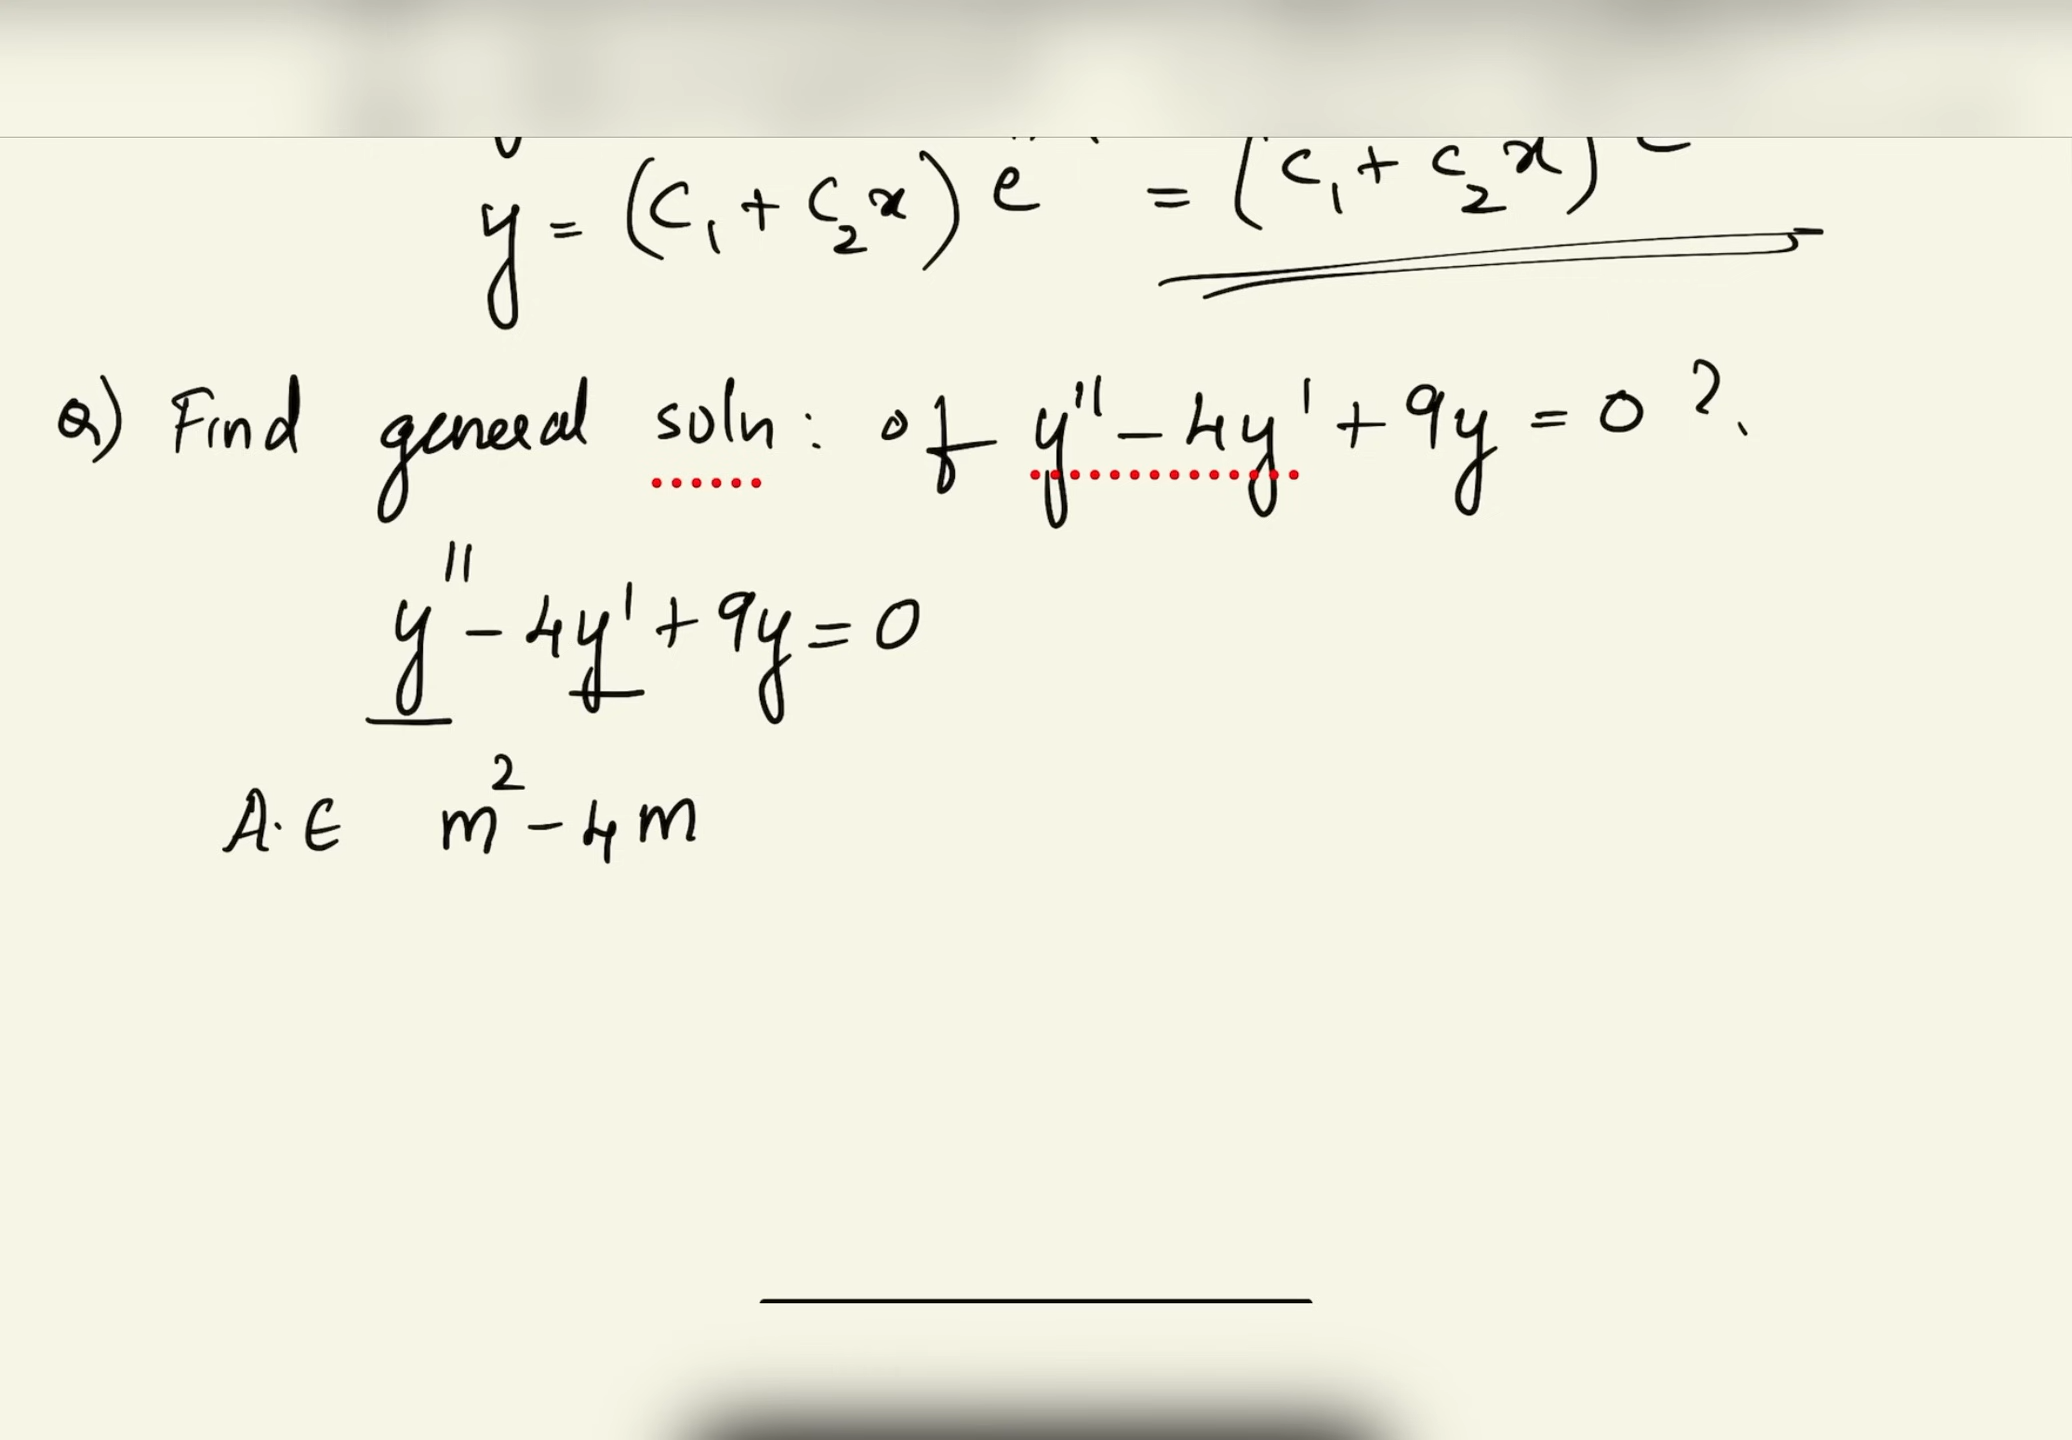 y = (C₁ + C₂x) e = (C₁ + C₂x)
Q) Find general soln: of y'' - 4y' + 9y = 0 ?.
y'' - 4y' + 9y = 0
A.E m² - 4m